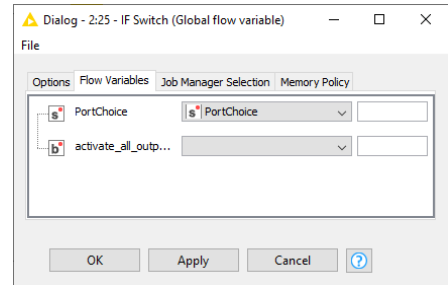 Dialog - 2:25 - IF Switch (Global flow variable)
File
Options Flow Variables Job Manager Selection Memory Policy
s PortChoice s PortChoice
b activate_all_outp...
OK Apply Cancel ?